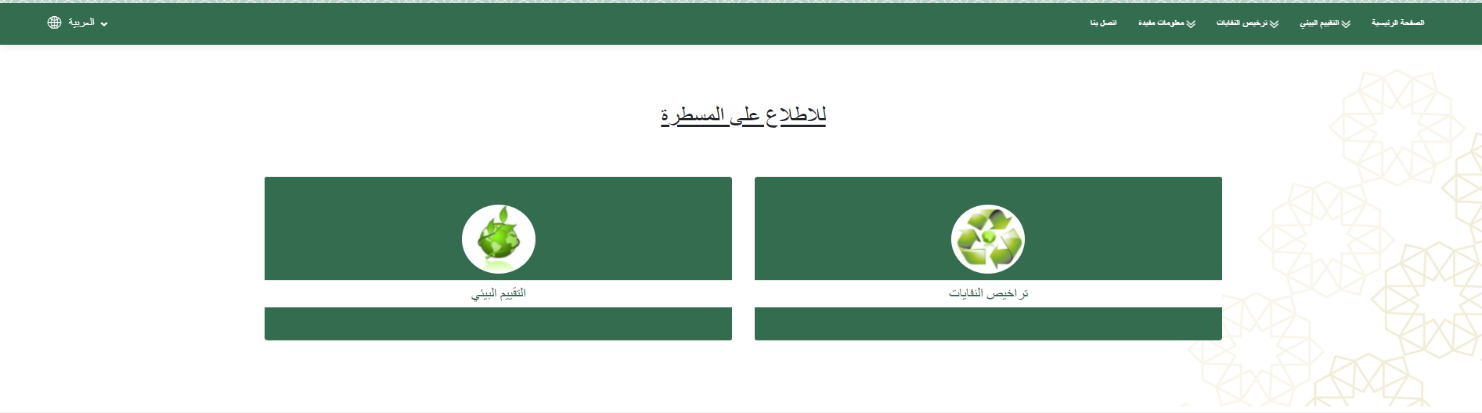 الصفحة الرئيسية
التقييم البيئي
ترخيص النفايات
معلومات مفيدة
اتصل بنا
العربية
للاطلاع على المسطرة
تراخيص النفايات
التقييم البيئي